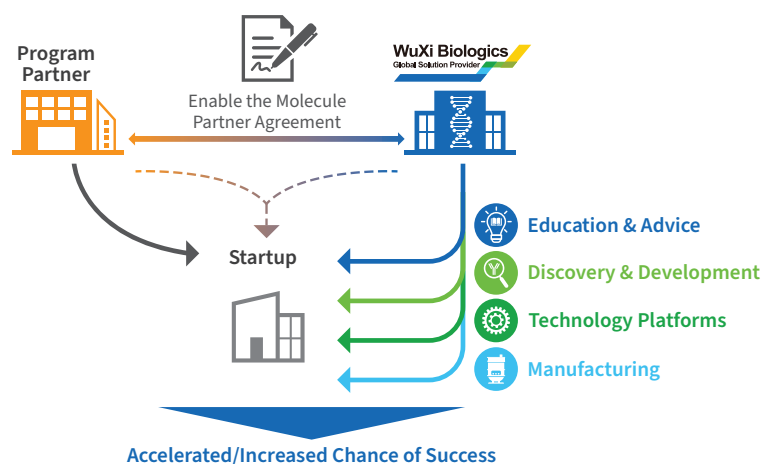 Program
Partner
WuXi Biologics
Global Solution Provider
Enable the Molecule
Partner Agreement
Startup
Education & Advice
Discovery & Development
Technology Platforms
Manufacturing
Accelerated/Increased Chance of Success